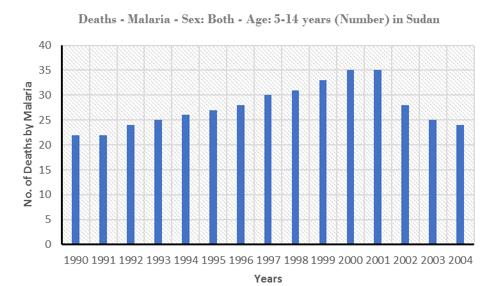 Deaths - Malaria - Sex: Both - Age: 5-14 years (Number) in Sudan
No. of Deaths by Malaria
40
35
30
25
20
15
10
5
0
1990 1991 1992 1993 1994 1995 1996 1997 1998 1999 2000 2001 2002 2003 2004
Years